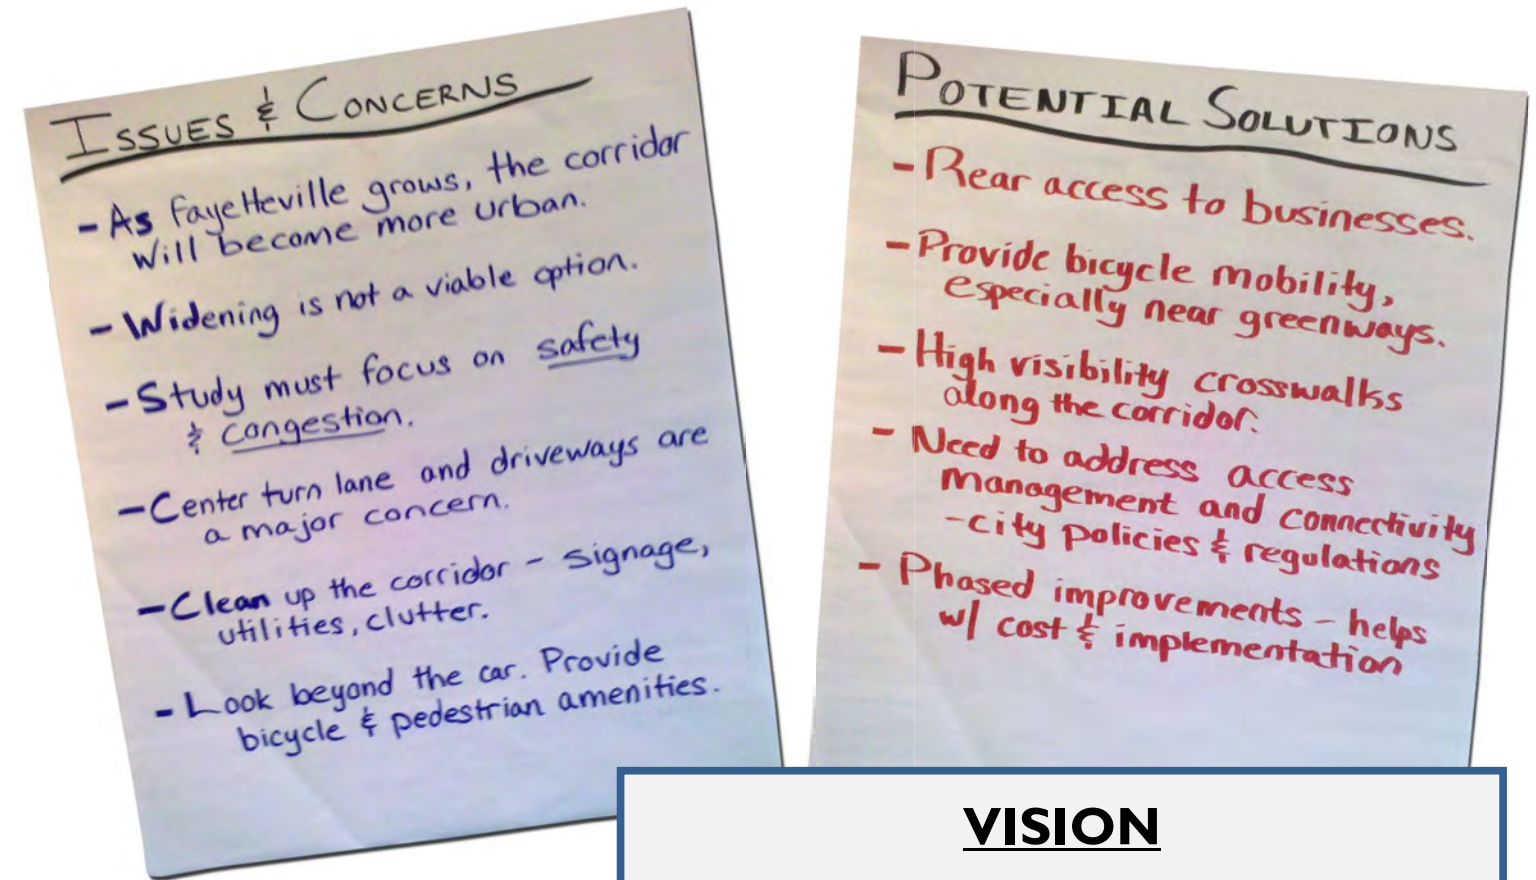 ISSUES & CONCERNS
- As Fayetteville grows, the corridor
will become more urban.
- Widening is not a viable option.
- Study must focus on safety
& congestion.
- Center turn lane and driveways are
a major concern.
- Clean up the corridor - signage,
utilities, clutter.
- Look beyond the car. Provide
bicycle & pedestrian amenities.
POTENTIAL SOLUTIONS
- Rear access to businesses.
- Provide bicycle mobility,
especially near greenways.
- High visibility crosswalks
along the corridor.
- Need to address access
management and connectivity
- city policies & regulations
- Phased improvements - helps
w/ cost & implementation
VISION